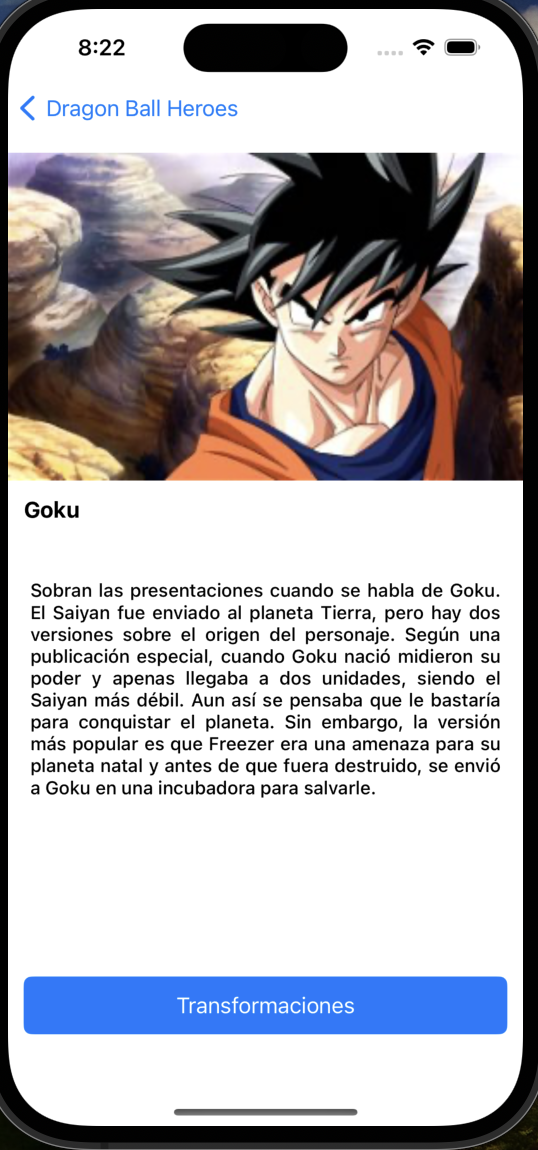 8:22
Dragon Ball Heroes
Goku
Sobran las presentaciones cuando se habla de Goku.
El Saiyan fue enviado al planeta Tierra, pero hay dos
versiones sobre el origen del personaje. Según una
publicación especial, cuando Goku nació midieron su
poder y apenas llegaba a dos unidades, siendo el
Saiyan más débil. Aun así se pensaba que le bastaría
para conquistar el planeta. Sin embargo, la versión
más popular es que Freezer era una amenaza para su
planeta natal y antes de que fuera destruido, se envió
a Goku en una incubadora para salvarle.
Transformaciones